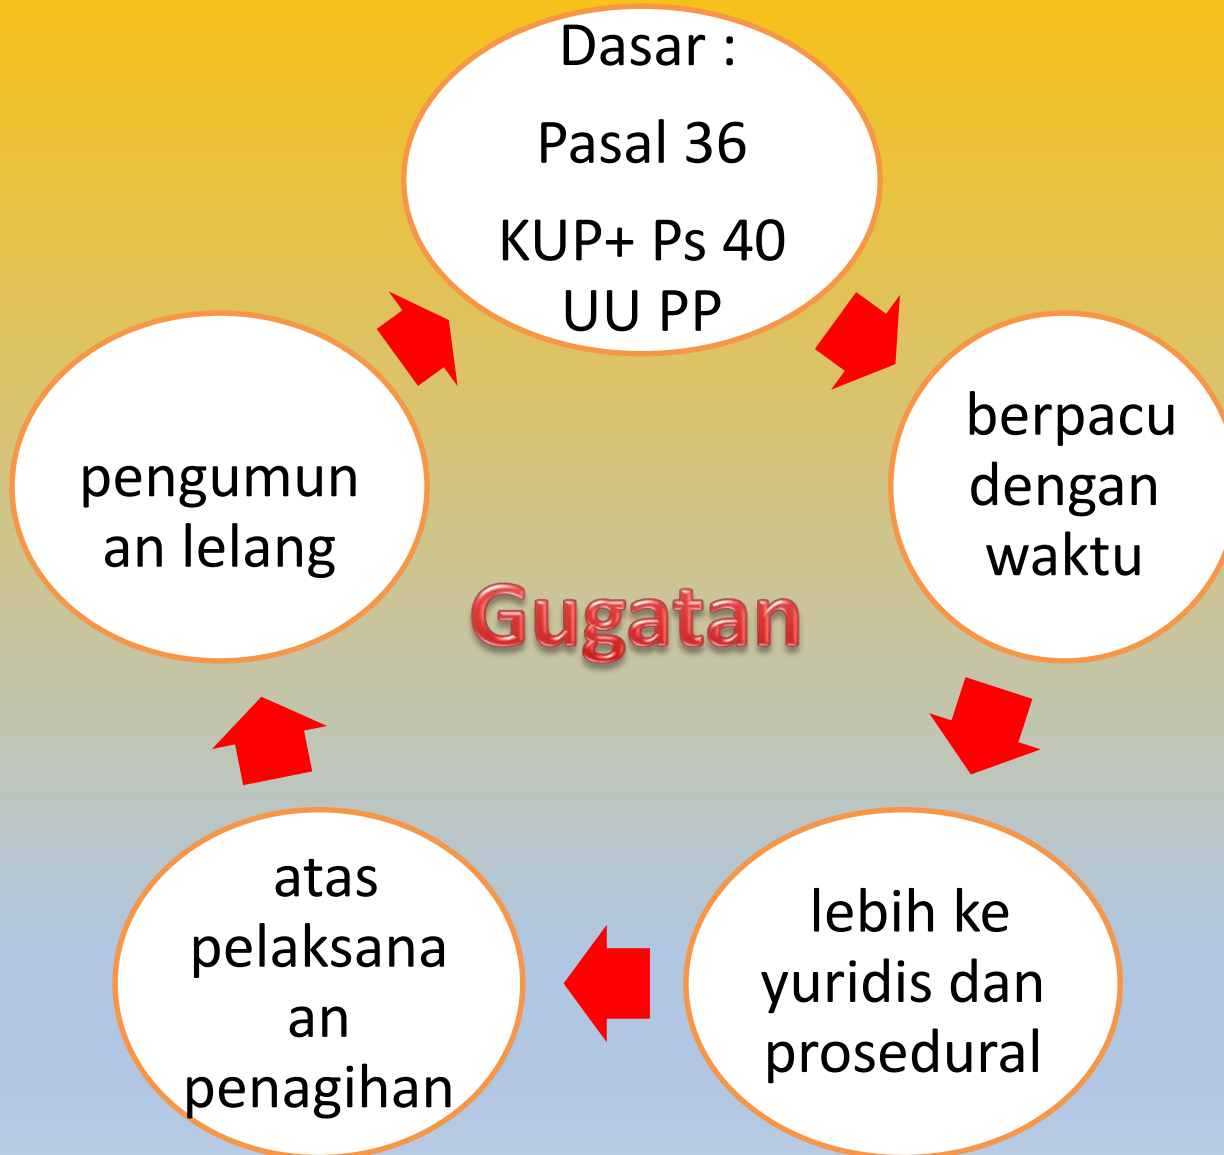 Dasar :
Pasal 36
KUP+ Ps 40
UU PP
berpacu
dengan
waktu
lebih ke
yuridis dan
prosedural
atas
pelaksana
an
penagihan
pengumun
an lelang
Gugatan